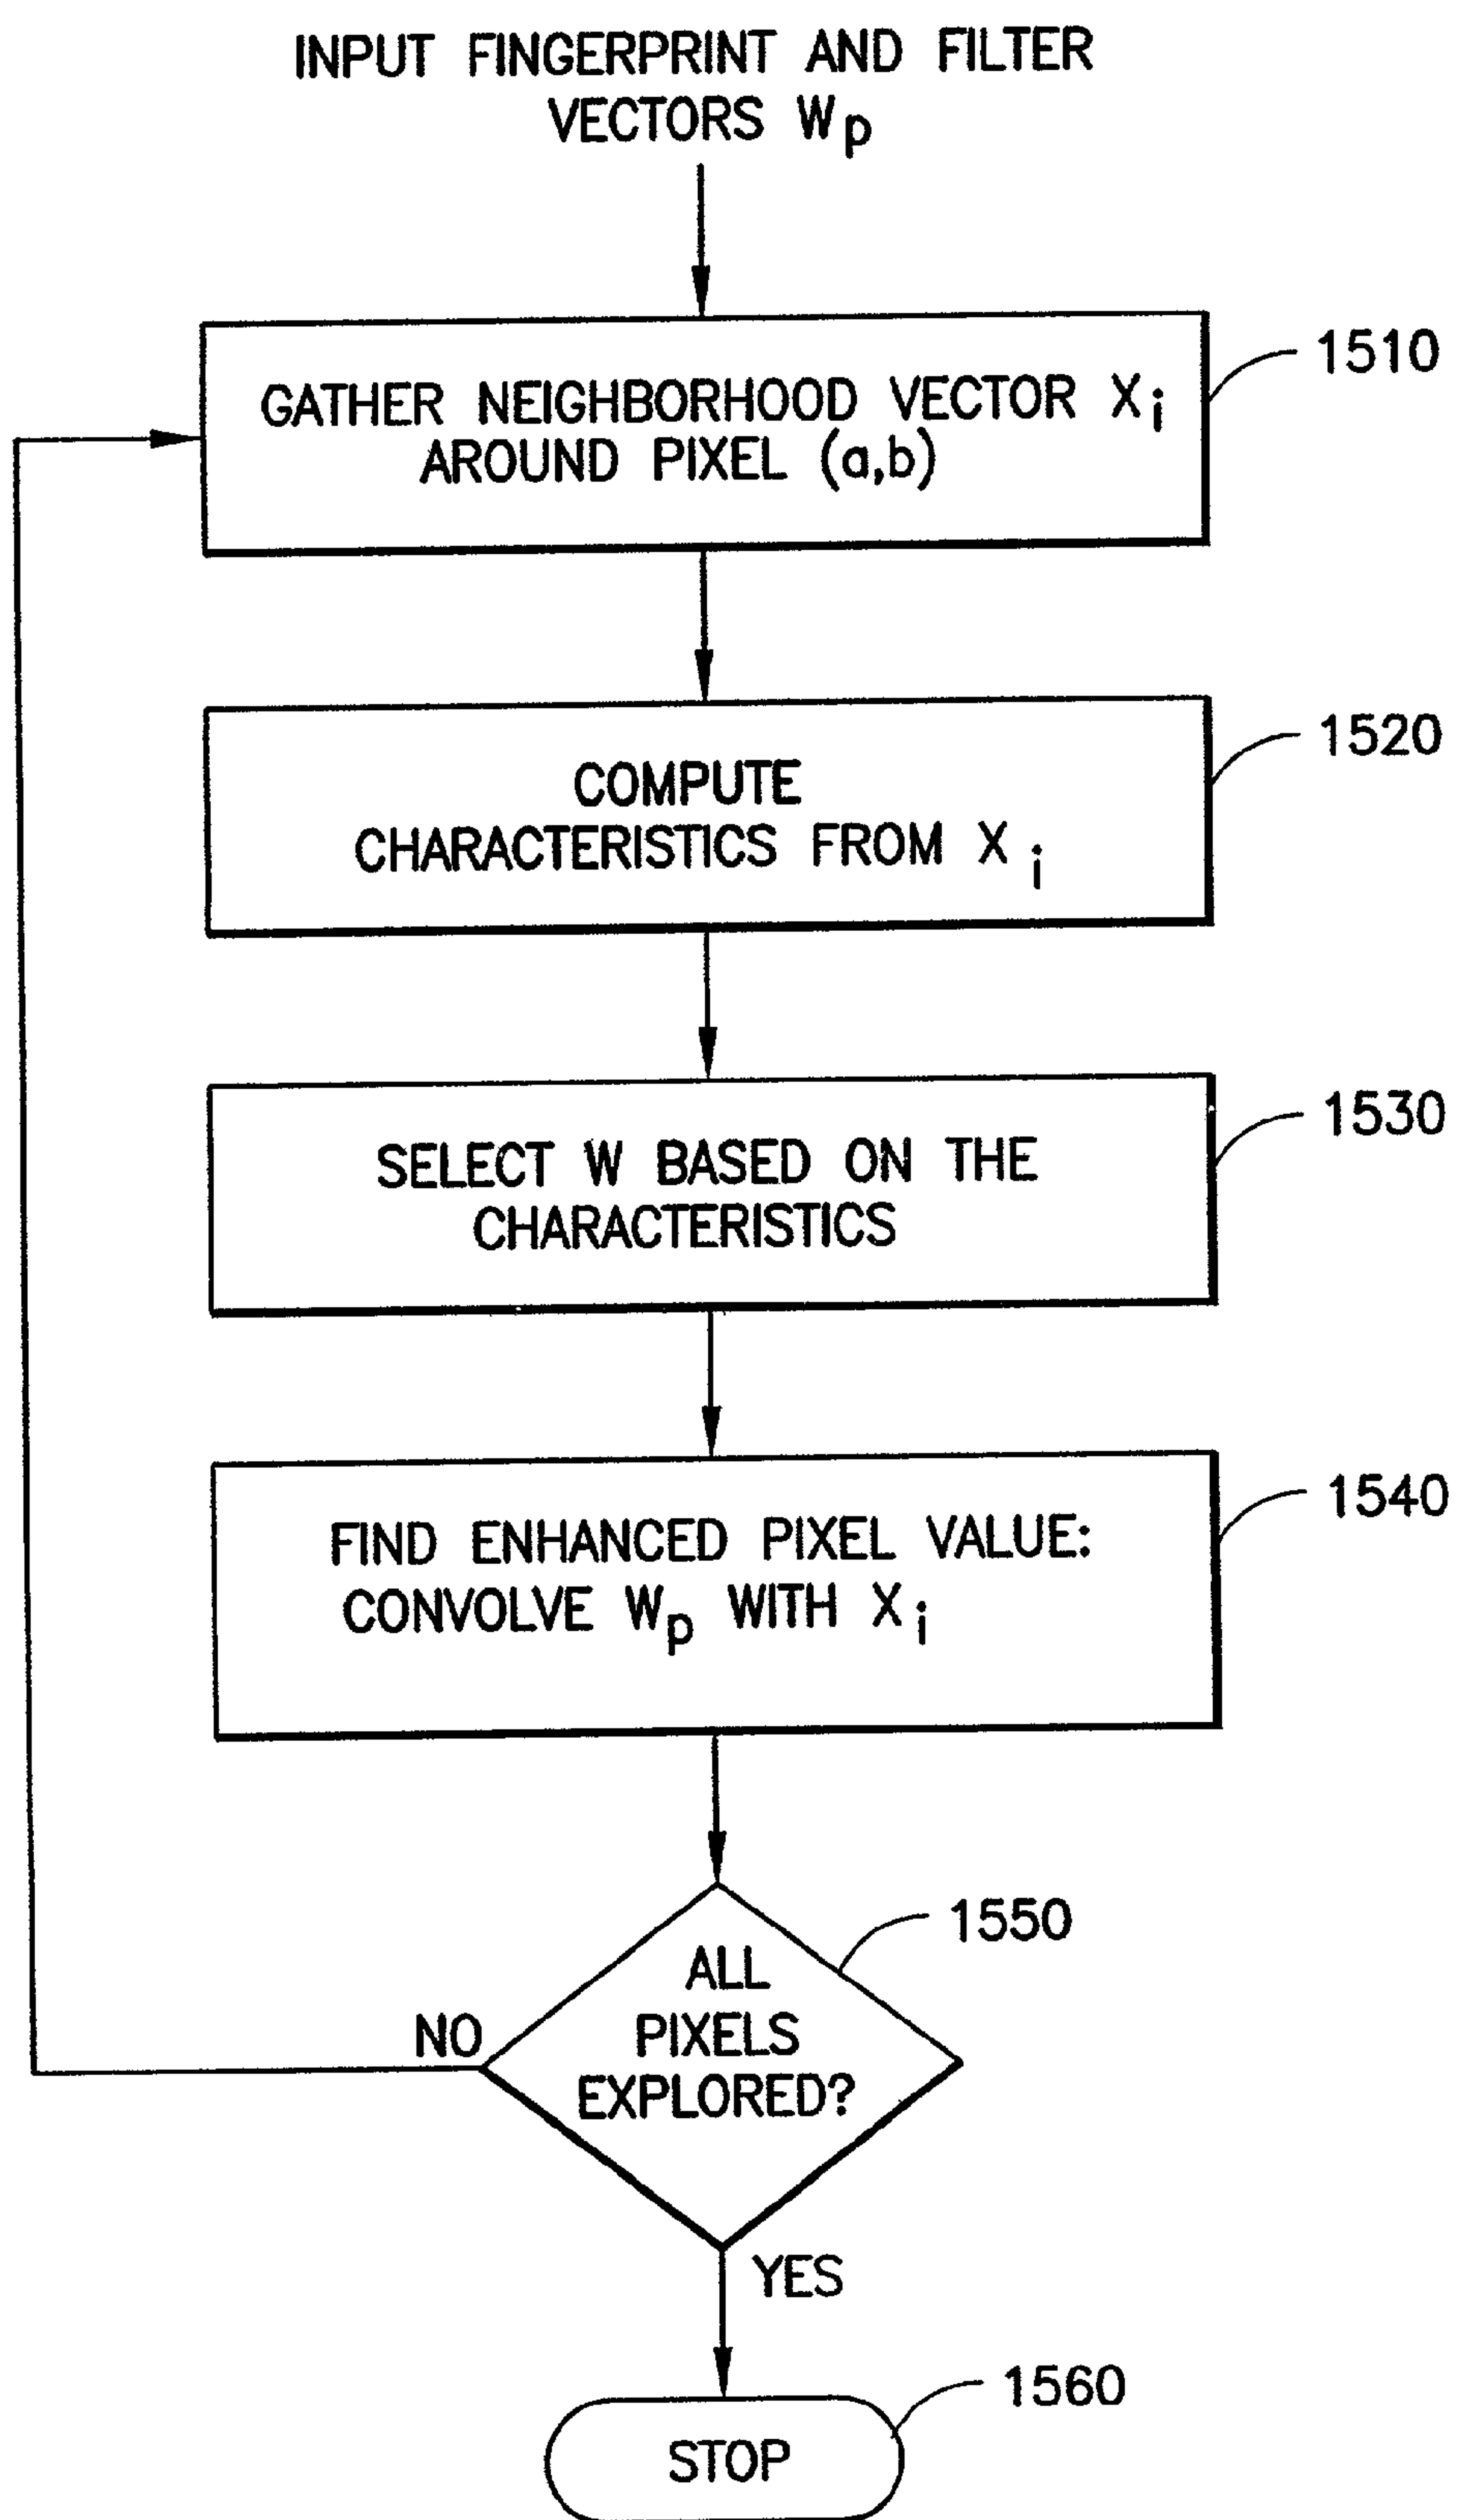 INPUT FINGERPRINT AND FILTER
VECTORS Wp
GATHER NEIGHBORHOOD VECTOR Xi
AROUND PIXEL (a,b)
1510
COMPUTE
CHARACTERISTICS FROM Xi
1520
SELECT W BASED ON THE
CHARACTERISTICS
1530
FIND ENHANCED PIXEL VALUE:
CONVOLVE Wp WITH Xi
1540
ALL
PIXELS
EXPLORED?
1550
NO
YES
STOP
1560